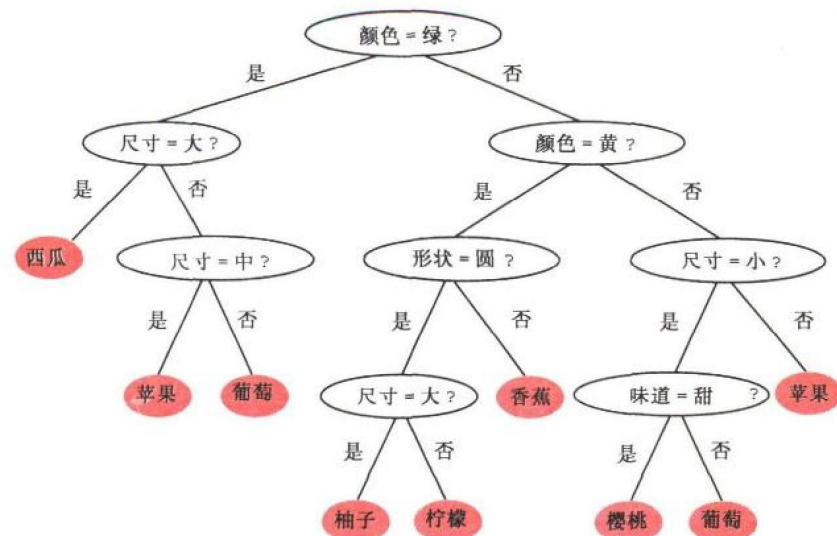 颜色=绿?
是
否
尺寸=大?
颜色=黄?
是
否
是
否
西瓜
尺寸=中?
形状=圆?
尺寸=小?
是
否
是
否
是
否
苹果
葡萄
尺寸=大?
香蕉
味道=甜 ?
苹果
是
否
是
否
柚子
柠檬
樱桃
葡萄